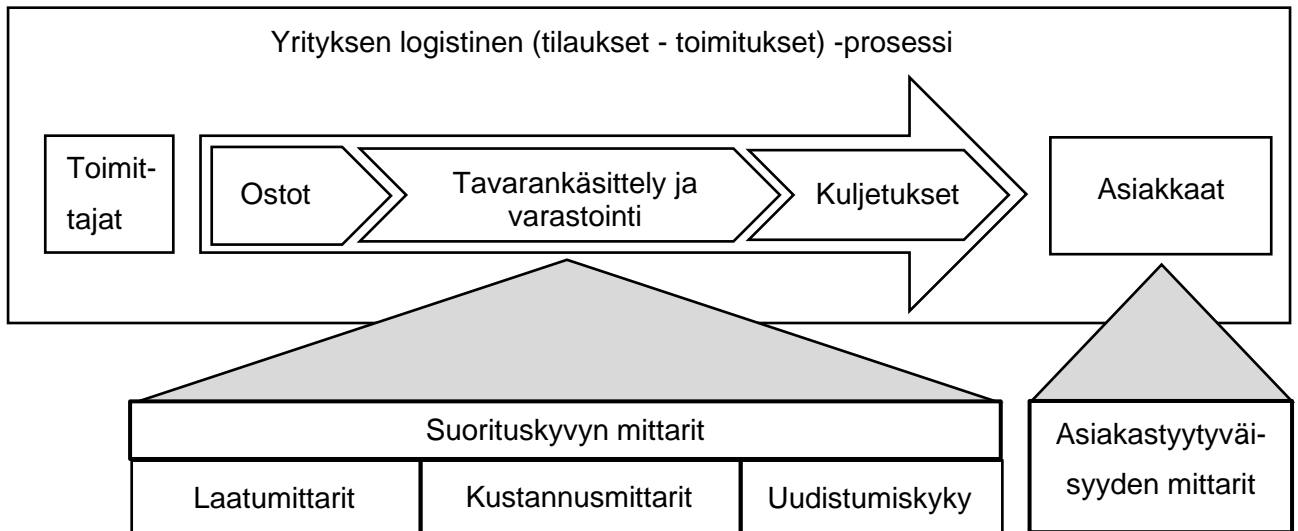 Yrityksen logistinen (tilaukset - toimitukset) -prosessi
Toimit-
tajat
Ostot
Tavarankäsittely ja
varastointi
Kuljetukset
Asiakkaat
Suorituskyvyn mittarit
Laatumittarit
Kustannusmittarit
Uudistumiskyky
Asiakastyytyväi-
syyden mittarit